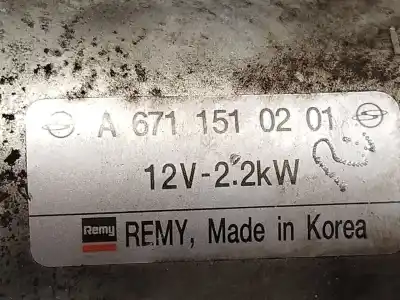 A 671 151 02 01
12V-2.2kW
Remy REMY, Made in Korea